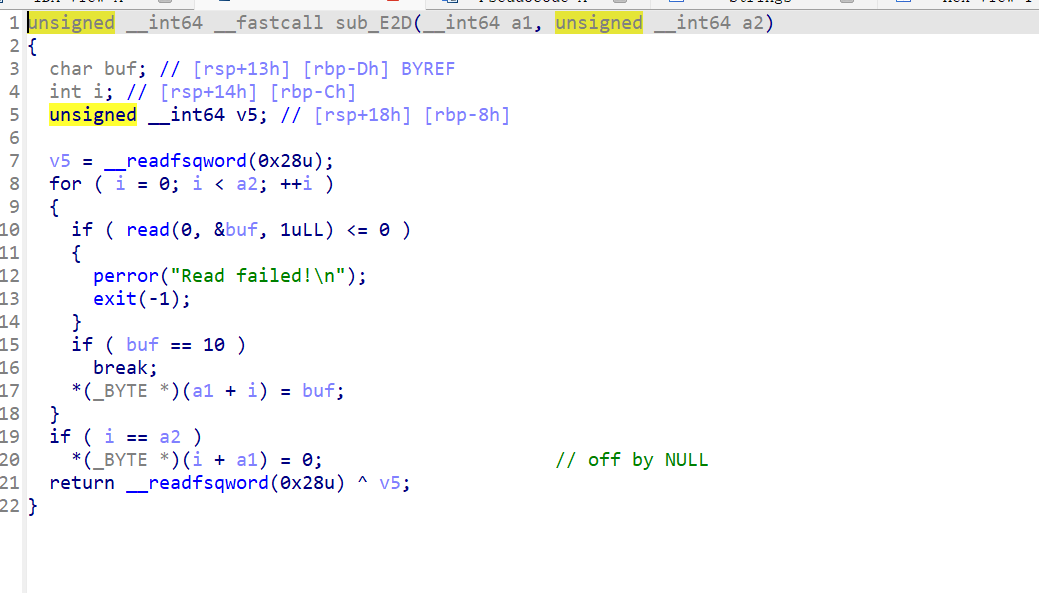 1 unsigned __int64 __fastcall sub_E2D(__int64 a1, unsigned __int64 a2)
2 {
3 char buf; // [rsp+13h] [rbp-Dh] BYREF
4 int i; // [rsp+14h] [rbp-Ch]
5 unsigned __int64 v5; // [rsp+18h] [rbp-8h]
6
7 v5 = __readfsqword(0x28u);
8 for ( i = 0; i < a2; ++i )
9 {
10 if ( read(0, &buf, 1uLL) <= 0 )
11 {
12 perror("Read failed!\n");
13 exit(-1);
14 }
15 if ( buf == 10 )
16 break;
17 *(_BYTE *)(a1 + i) = buf;
18 }
19 if ( i == a2 )
20 *(_BYTE *)(i + a1) = 0; // off by NULL
21 return __readfsqword(0x28u) ^ v5;
22 }